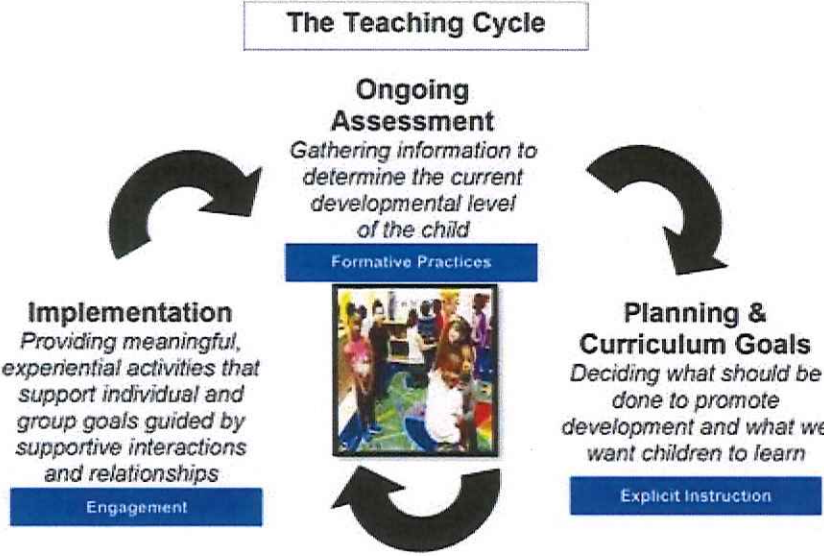 The Teaching Cycle
Ongoing
Assessment
Gathering information to
determine the current
developmental level
of the child
Formative Practices
Implementation
Providing meaningful,
experiential activities that
support individual and
group goals guided by
supportive interactions
and relationships
Engagement
Planning &
Curriculum Goals
Deciding what should be
done to promote
development and what we
want children to learn
Explicit Instruction